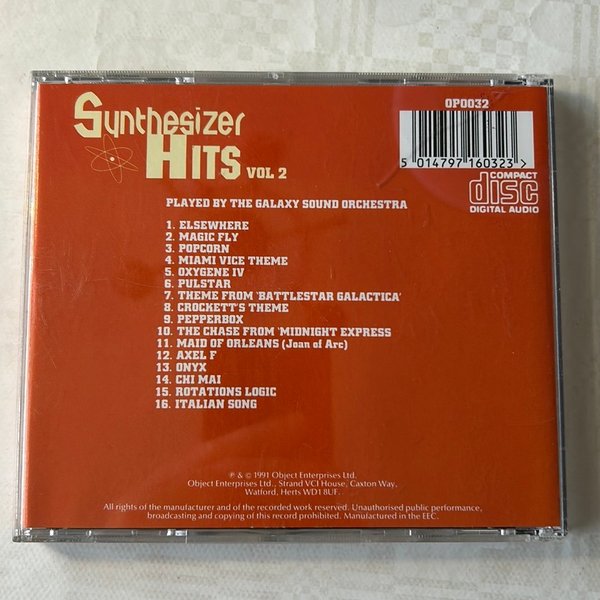 Synthesizer
HITS VOL 2
OP0032
5 014797 160323 >
COMPACT
disc
DIGITAL AUDIO
PLAYED BY THE GALAXY SOUND ORCHESTRA
1. ELSEWHERE
2. MAGIC FLY
3. POPCORN
4. MIAMI VICE THEME
5. OXYGENE IV
6. PULSTAR
7. THEME FROM 'BATTLESTAR GALACTICA'
8. CROCKETT'S THEME
9. PEPPERBOX
10. THE CHASE FROM 'MIDNIGHT EXPRESS
11. MAID OF ORLEANS (Joan of Arc)
12. AXEL F
13. ONYX
14. CHI MAI
15. ROTATIONS LOGIC
16. ITALIAN SONG
℗ & © 1991 Object Enterprises Ltd.
Object Enterprises Ltd., Strand VCI House, Caxton Way,
Watford, Herts WD1 8UF.
All rights of the manufacturer and of the recorded work reserved. Unauthorised public performance,
broadcasting and copying of this record prohibited. Manufactured in the EEC.